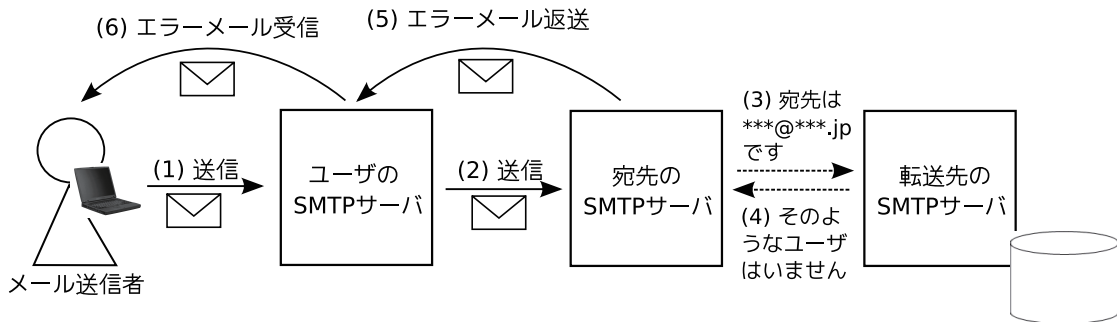 (6) エラーメール受信
(5) エラーメール返送
(1) 送信
ユーザの
SMTPサーバ
(2) 送信
宛先の
SMTPサーバ
(3) 宛先は
***@***.jp
です
(4) そのよ
うなユーザ
はいません
転送先の
SMTPサーバ
メール送信者